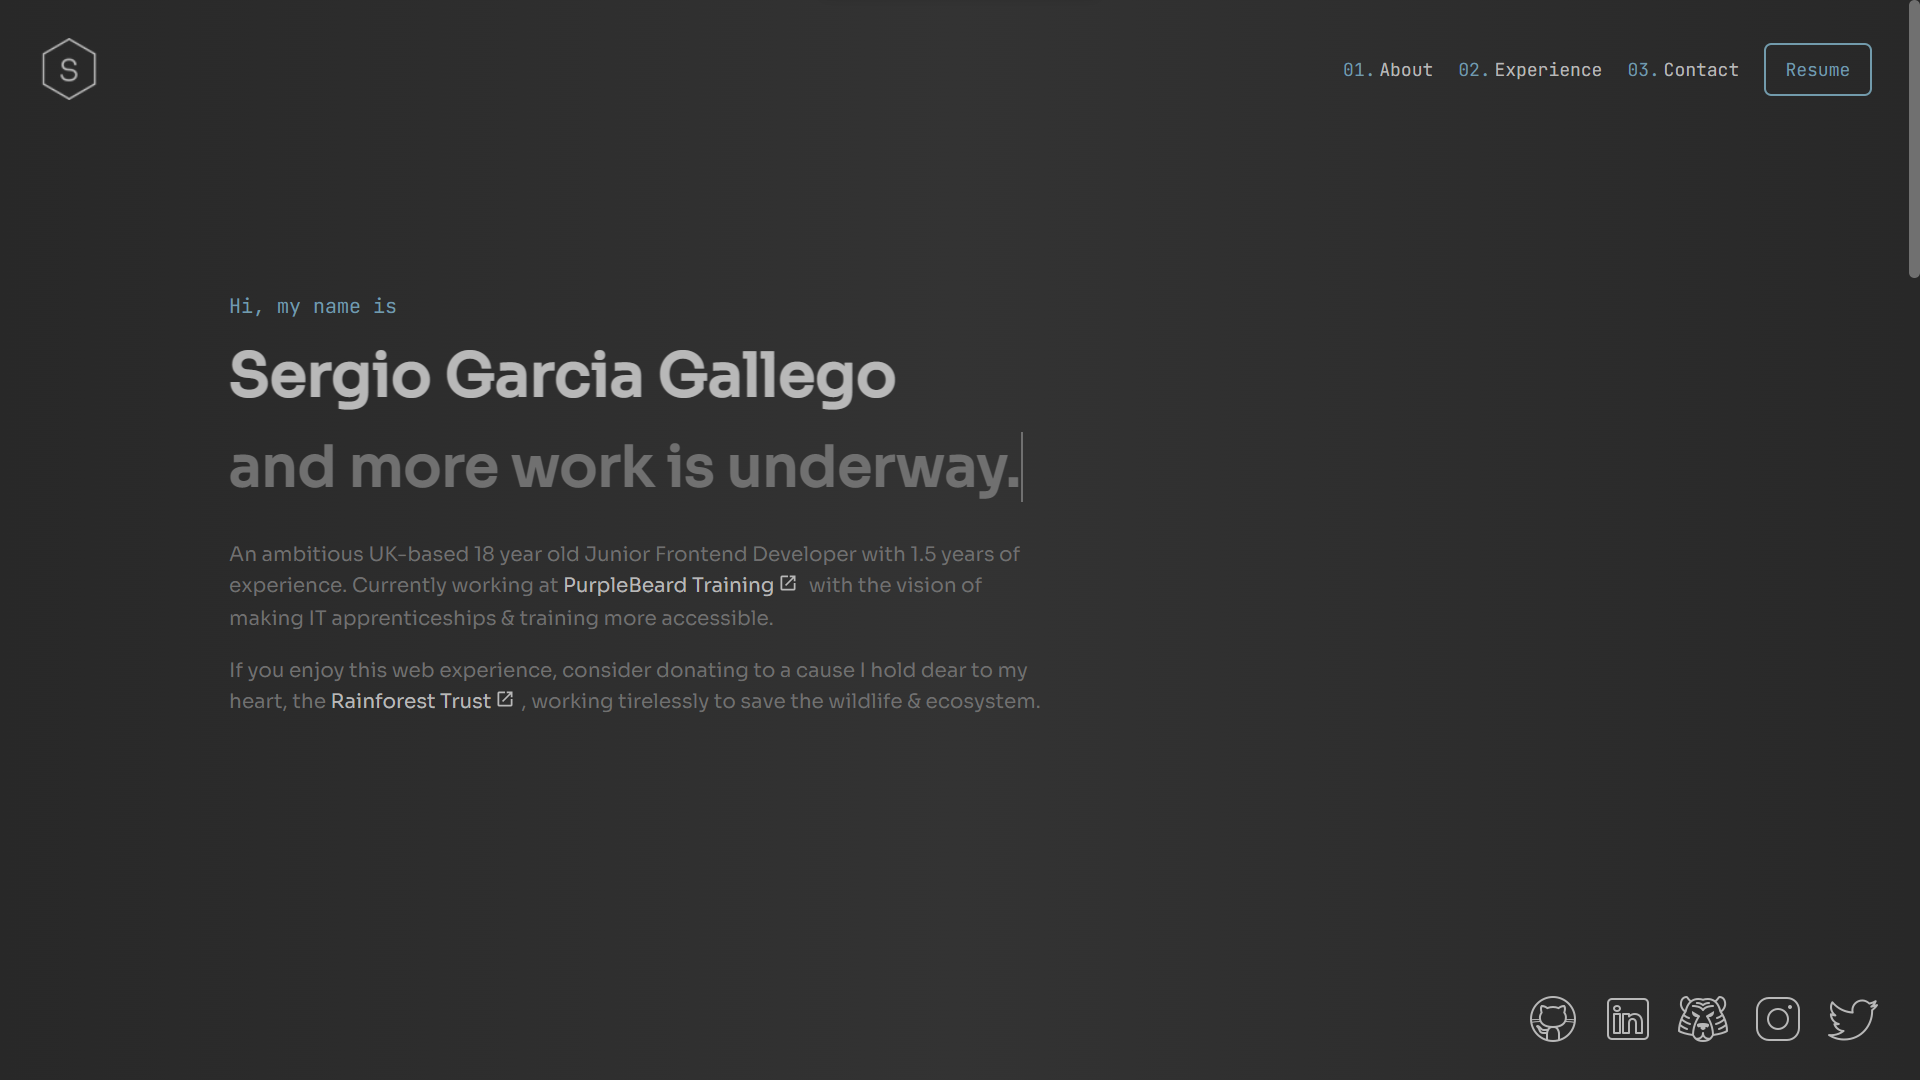 S
01. About 02. Experience 03. Contact Resume
Hi, my name is
Sergio Garcia Gallego
and more work is underway.
An ambitious UK-based 18 year old Junior Frontend Developer with 1.5 years of
experience. Currently working at PurpleBeard Training with the vision of
making IT apprenticeships & training more accessible.
If you enjoy this web experience, consider donating to a cause I hold dear to my
heart, the Rainforest Trust , working tirelessly to save the wildlife & ecosystem.
in